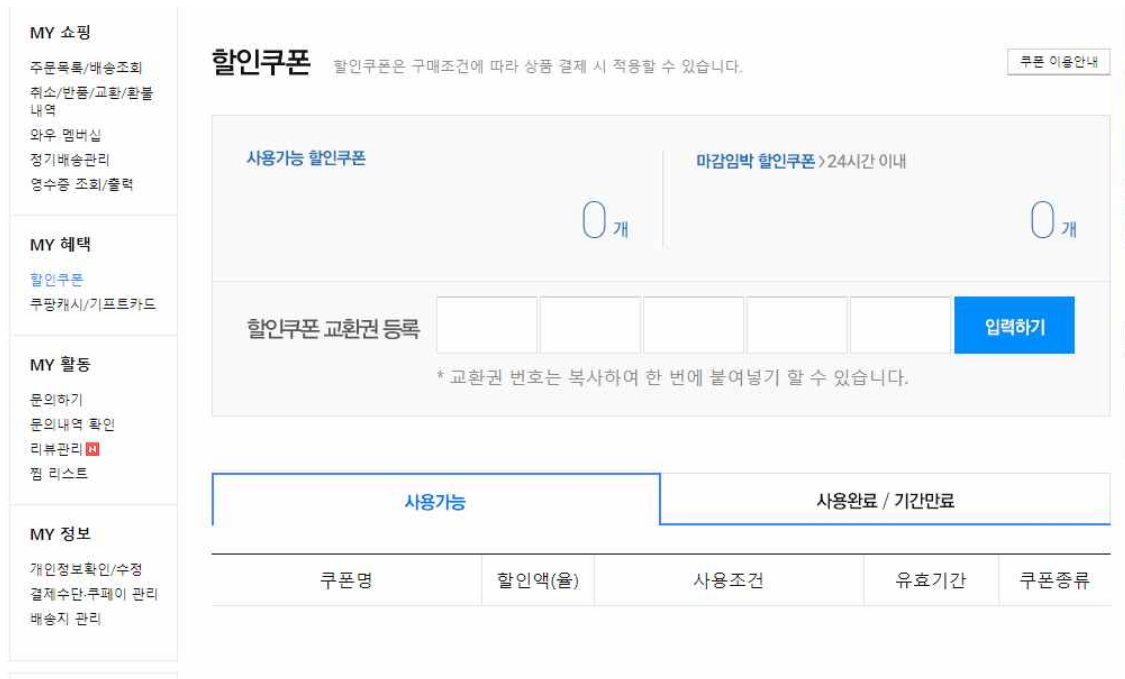 MY 쇼핑
주문목록/배송조회
취소/반품/교환/환불
내역
와우 멤버십
정기배송관리
영수증 조회/출력
MY 혜택
할인쿠폰
쿠팡캐시/기프트카드
MY 활동
문의하기
문의내역 확인
리뷰관리 N
찜 리스트
MY 정보
개인정보확인/수정
결제수단·쿠페이 관리
배송지 관리
할인쿠폰 할인쿠폰은 구매조건에 따라 상품 결제 시 적용할 수 있습니다.
쿠폰 이용안내
사용가능 할인쿠폰
0 개
마감임박 할인쿠폰 > 24시간 이내
0 개
할인쿠폰 교환권 등록
입력하기
* 교환권 번호는 복사하여 한 번에 붙여넣기 할 수 있습니다.
사용가능
사용완료 / 기간만료
쿠폰명 할인액(율) 사용조건 유효기간 쿠폰종류